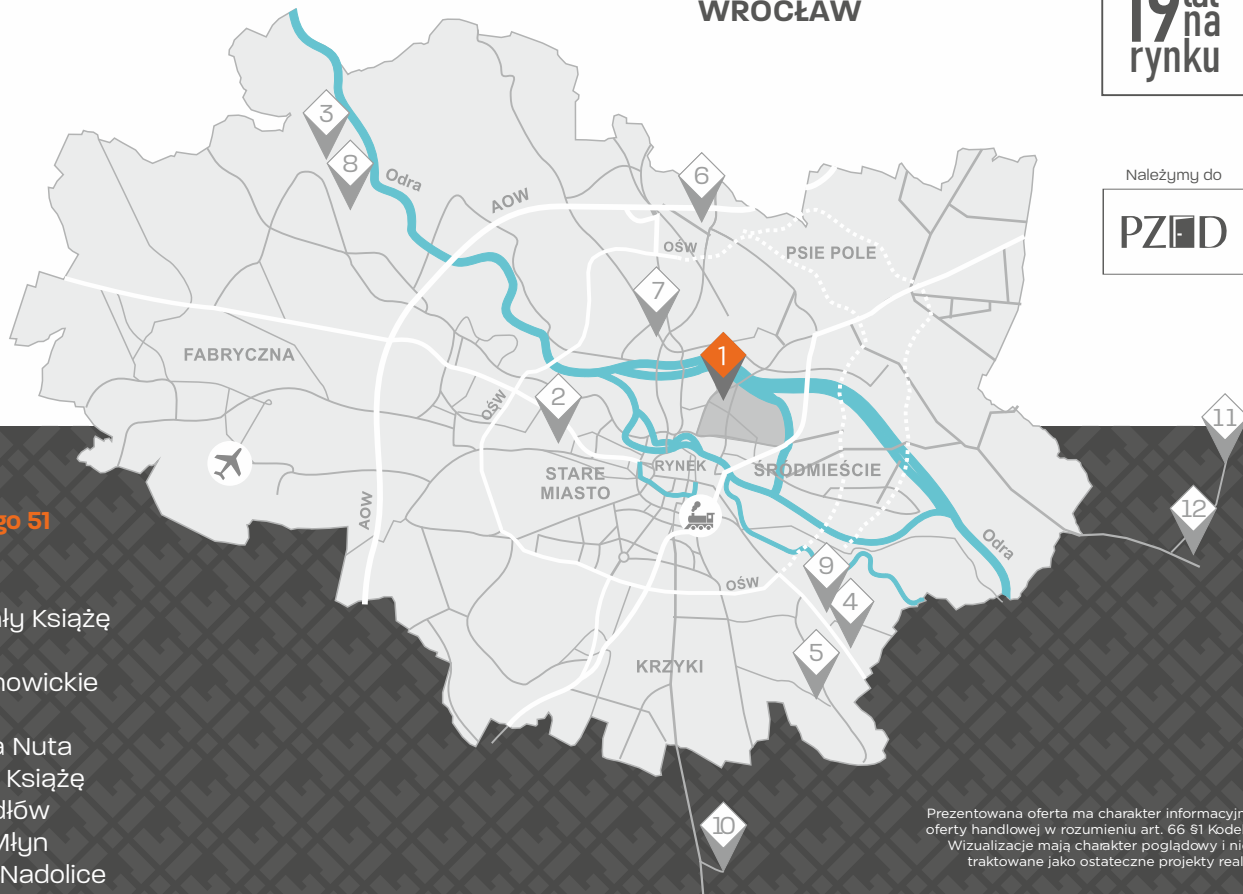 WROCŁAW
19 lat
na
rynku
Należymy do
PZD
3
8
6
Odra
AOW
OŚW
PSIE POLE
7
FABRYCZNA
1
OŚW
2
11
RYNEK
ŚRÓDMIEŚCIE
STARE
MIASTO
AOW
12
go 51
Odra
9
OŚW
4
ły Książę
5
KRZYKI
nowickie
a Nuta
Książę
dłów
Młyn
Nadolice
10
Prezentowana oferta ma charakter informacyjn
oferty handlowej w rozumieniu art. 66 §1 Kode
Wizualizacje mają charakter poglądowy i ni
traktowane jako ostateczne projekty real